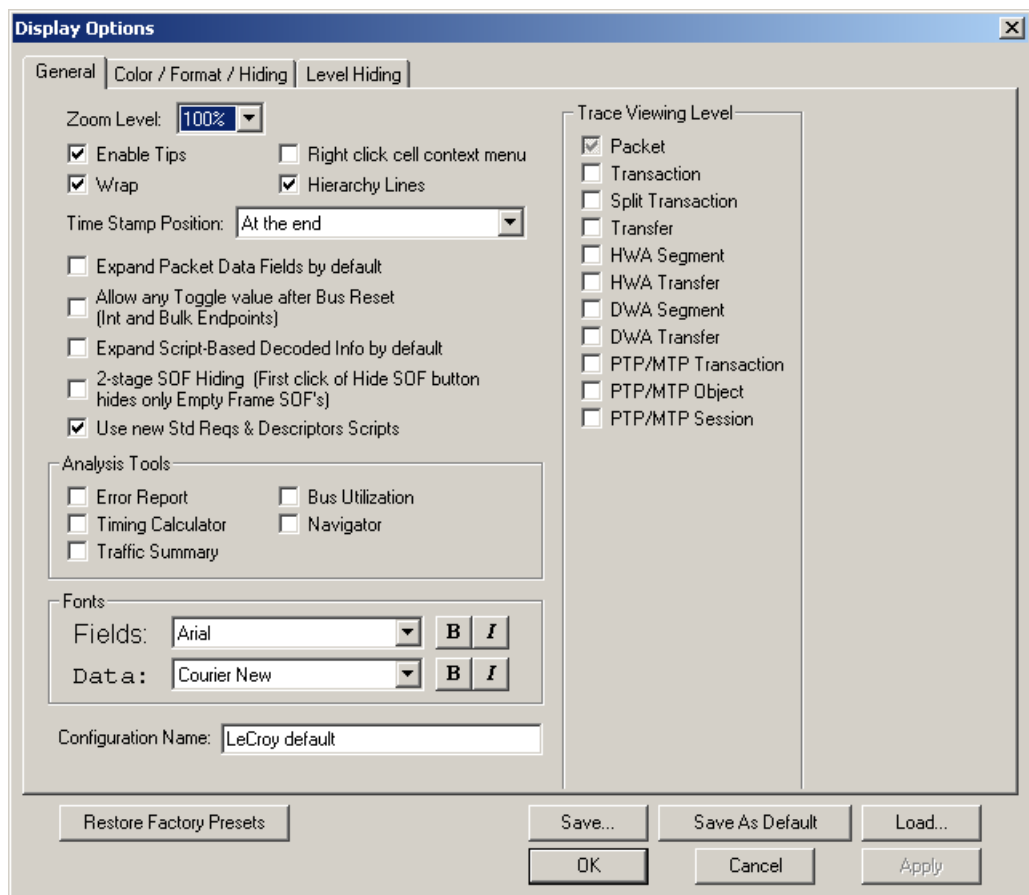 Display Options
General
Color / Format / Hiding
Level Hiding
Zoom Level: 100%
Enable Tips
Right click cell context menu
Wrap
Hierarchy Lines
Time Stamp Position: At the end
Expand Packet Data Fields by default
Allow any Toggle value after Bus Reset
(Int and Bulk Endpoints)
Expand Script-Based Decoded Info by default
2-stage SOF Hiding (First click of Hide SOF button
hides only Empty Frame SOF's)
Use new Std Reqs & Descriptors Scripts
Analysis Tools
Error Report
Bus Utilization
Timing Calculator
Navigator
Traffic Summary
Fonts
Fields: Arial B I
Data: Courier New B I
Configuration Name: LeCroy default
Trace Viewing Level
Packet
Transaction
Split Transaction
Transfer
HWA Segment
HWA Transfer
DWA Segment
DWA Transfer
PTP/MTP Transaction
PTP/MTP Object
PTP/MTP Session
Restore Factory Presets
Save...
Save As Default
Load...
OK
Cancel
Apply